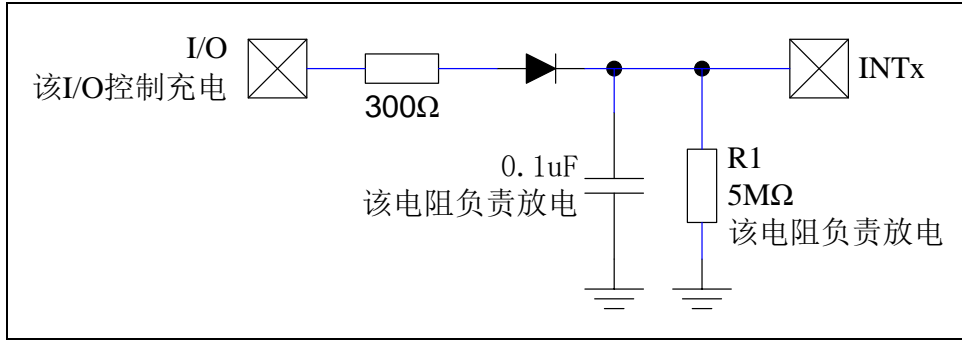 I/O
该I/O控制充电
300Ω
INTx
0.1uF
该电阻负责放电
R1
5MΩ
该电阻负责放电